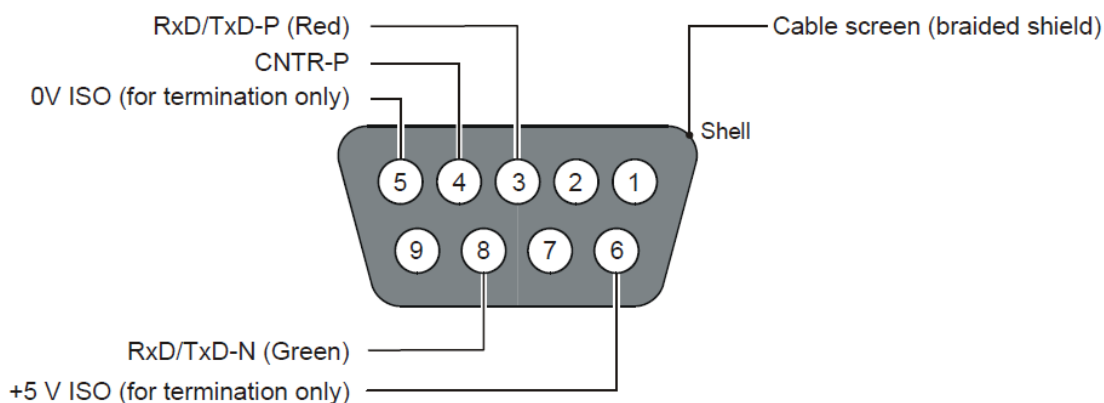 RxD/TxD-P (Red)
Cable screen (braided shield)
CNTR-P
0V ISO (for termination only)
Shell
5 4 3 2 1
9 8 7 6
RxD/TxD-N (Green)
+5 V ISO (for termination only)